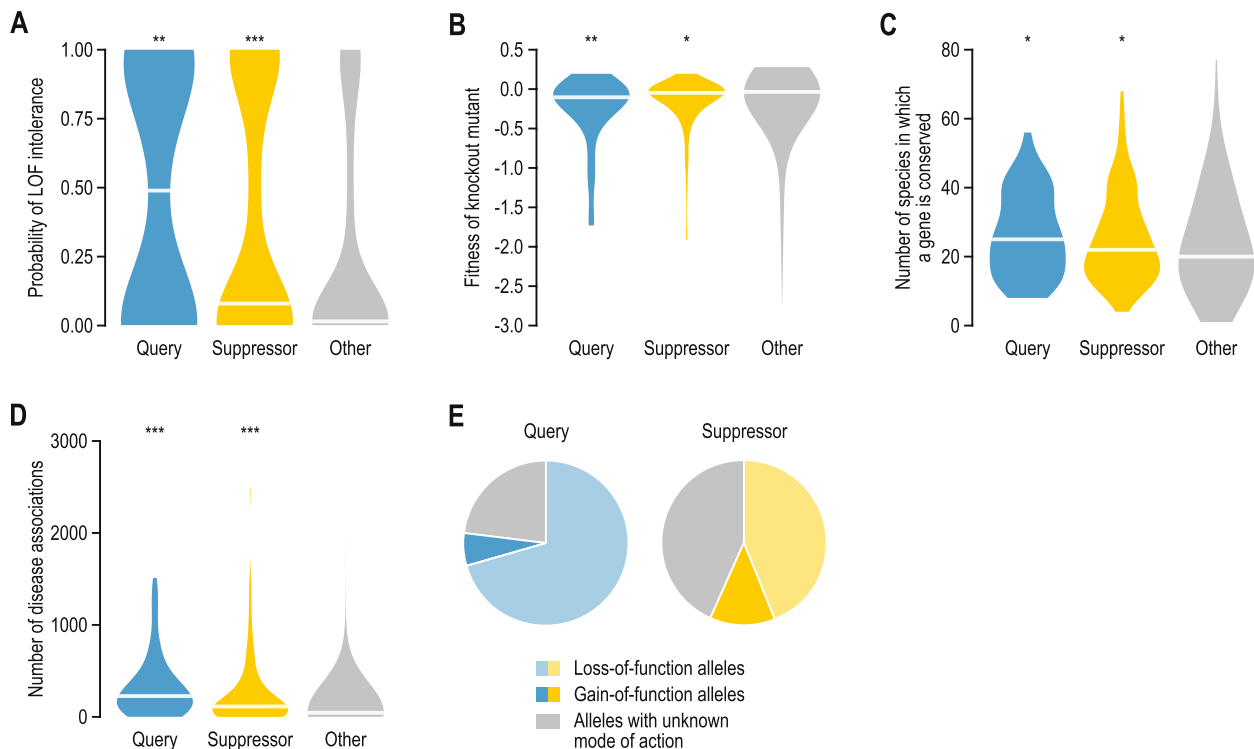 A
** ***
Probability of LOF intolerance
1.00
0.75
0.50
0.25
0.00
Query Suppressor Other
B
** *
Fitness of knockout mutant
0.5
0.0
-0.5
-1.0
-1.5
-2.0
-2.5
-3.0
Query Suppressor Other
C
* *
Number of species in which
a gene is conserved
80
60
40
20
0
Query Suppressor Other
D
*** ***
Number of disease associations
3000
2000
1000
0
Query Suppressor Other
E
Query Suppressor
Loss-of-function alleles
Gain-of-function alleles
Alleles with unknown
mode of action